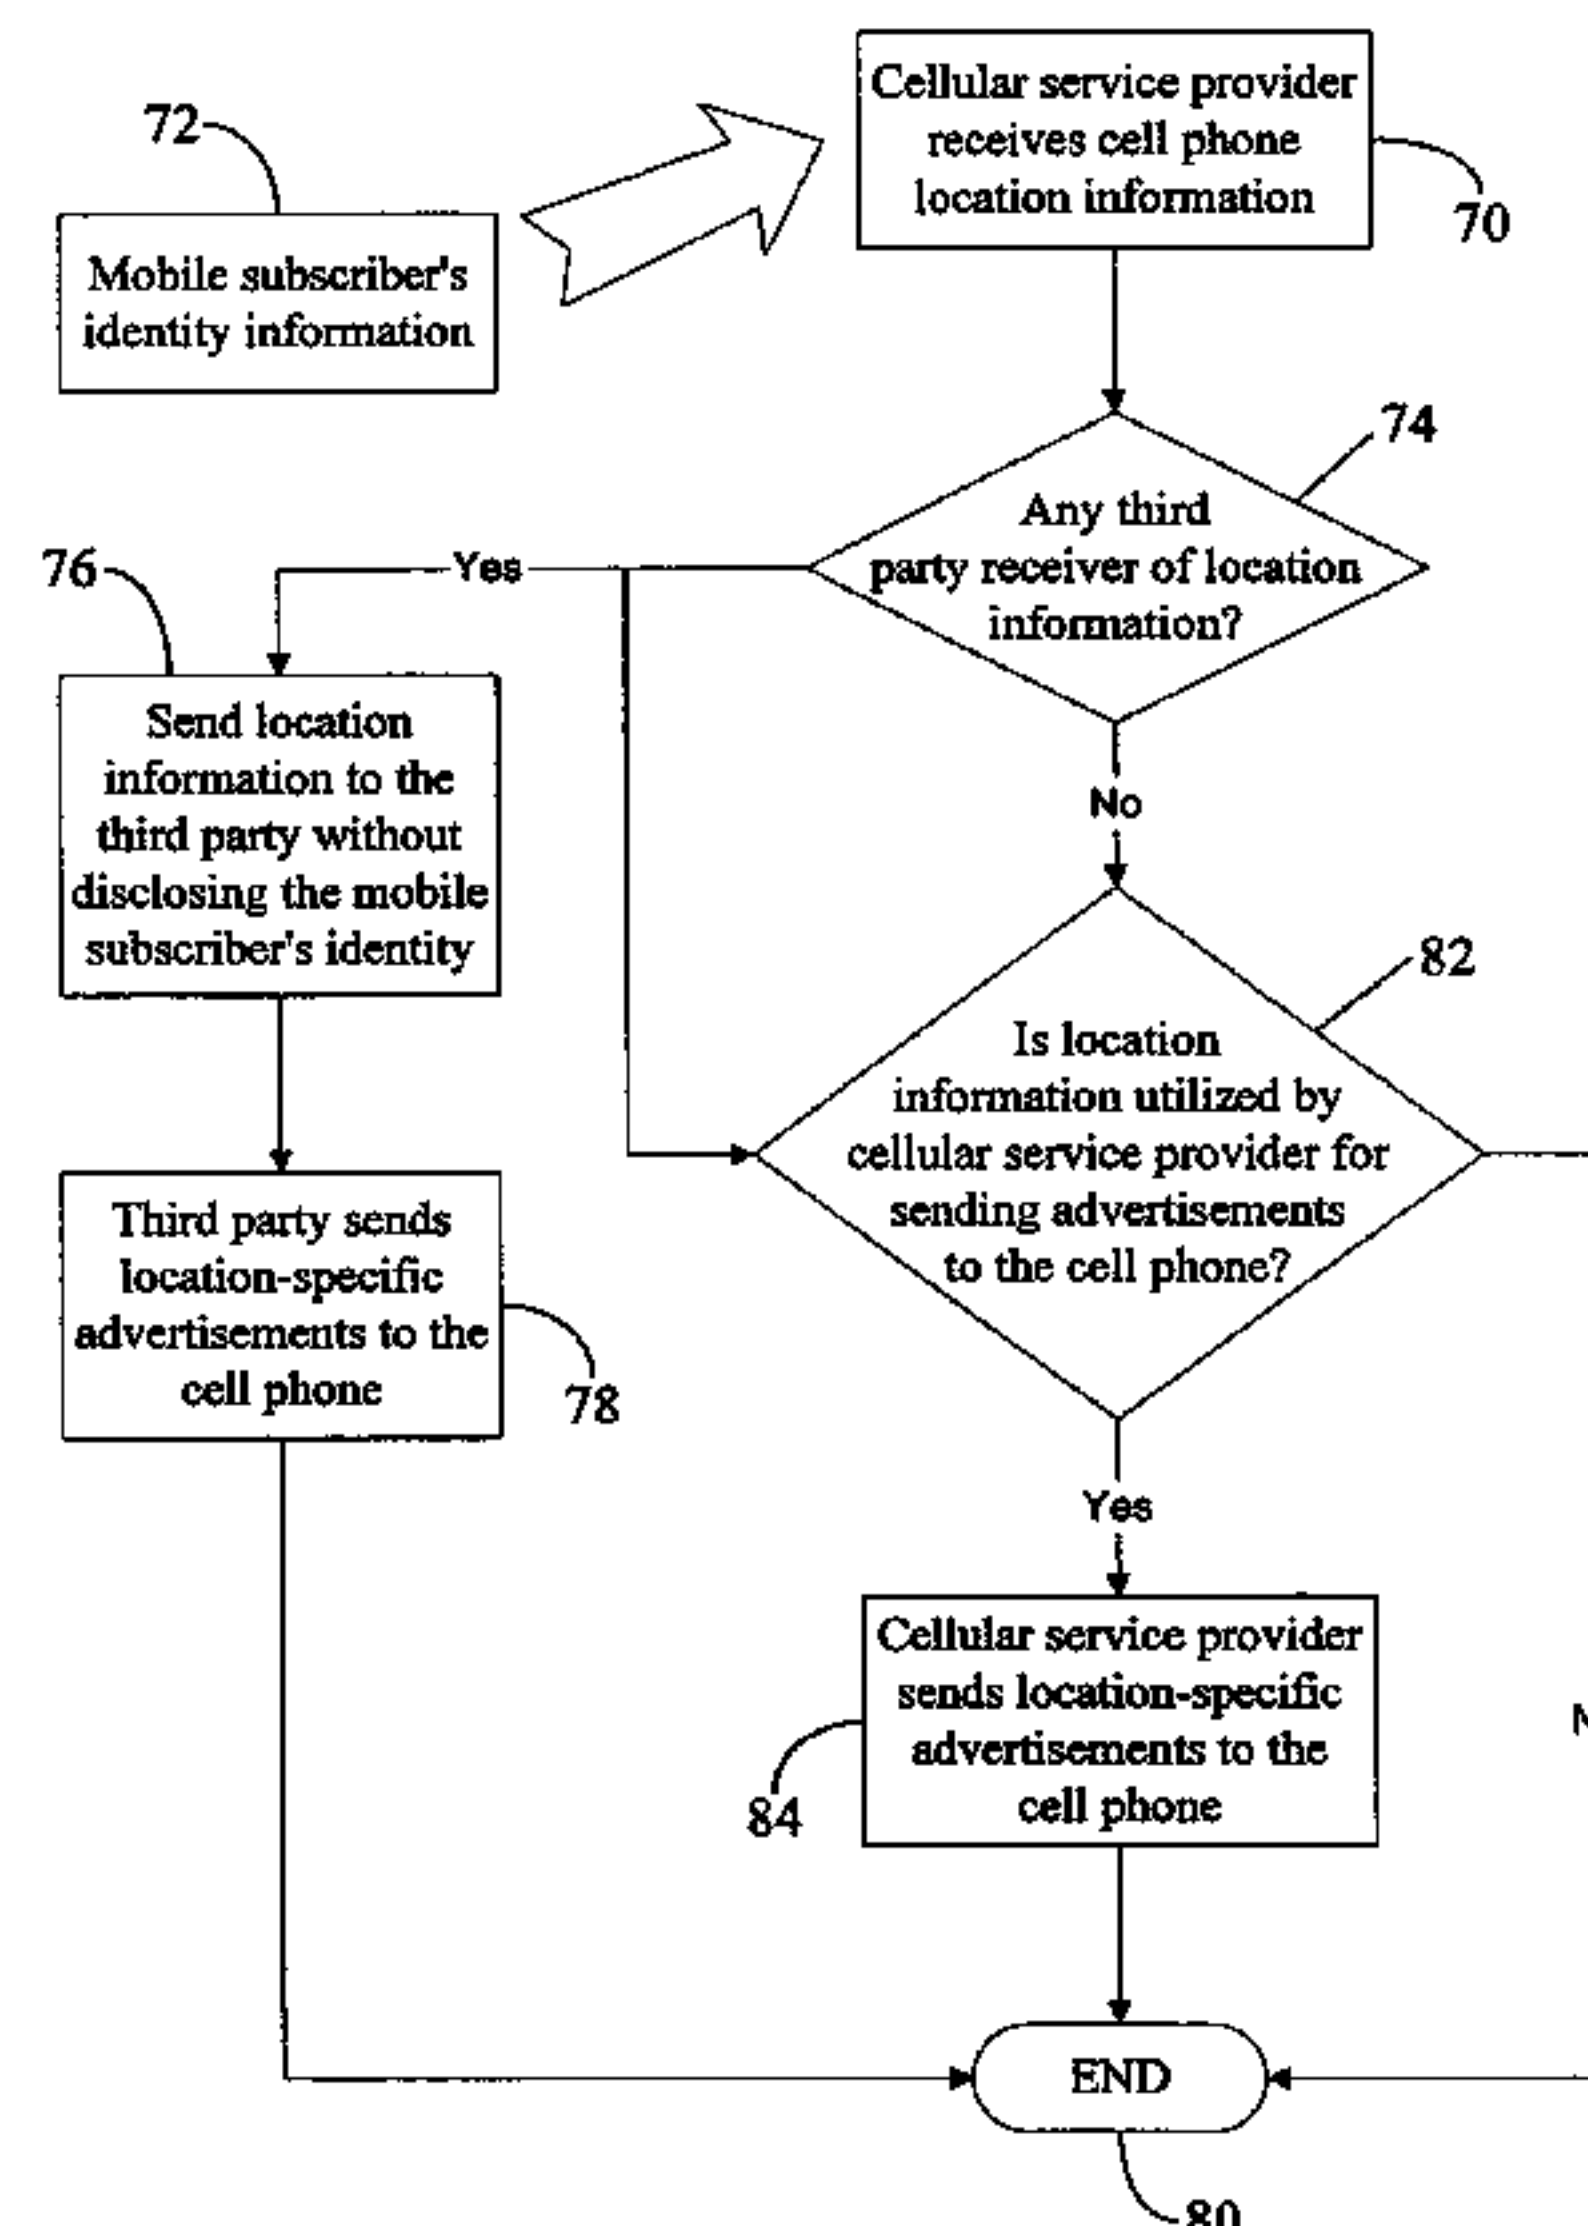 Cellular service provider
receives cell phone
location information
70
72
Mobile subscriber's
identity information
74
Any third
party receiver of location
information?
Yes
76
Send location
information to the
third party without
disclosing the mobile
subscriber's identity
No
82
Is location
information utilized by
cellular service provider for
sending advertisements
to the cell phone?
Third party sends
location-specific
advertisements to the
cell phone
78
Yes
Cellular service provider
sends location-specific
advertisements to the
cell phone
84
END
80